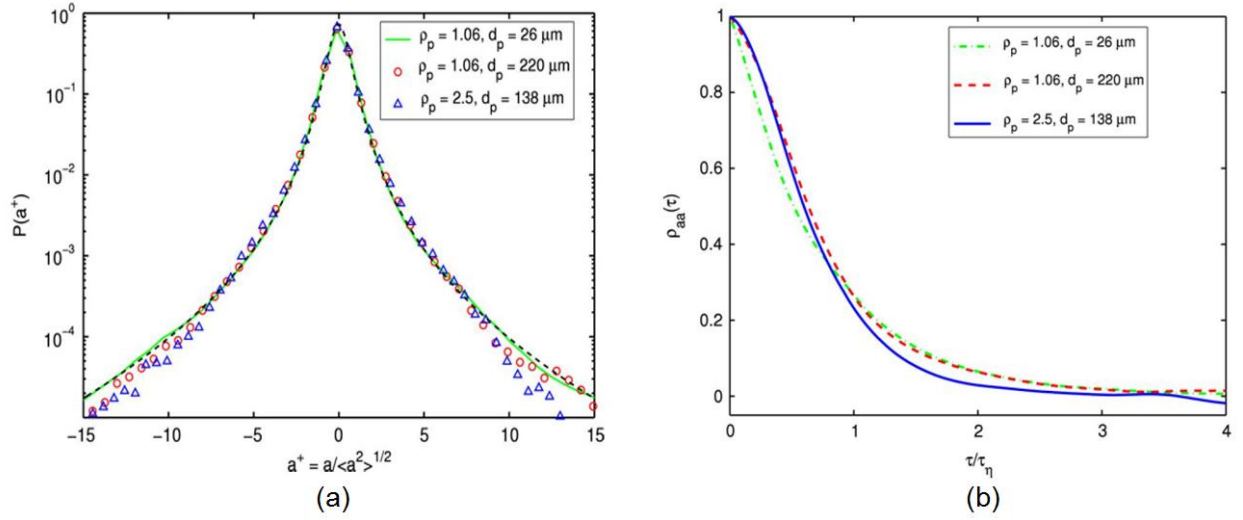 10⁰
10⁻¹
10⁻²
10⁻³
10⁻⁴
P(a⁺)
ρp = 1.06, dp = 26 μm
ρp = 1.06, dp = 220 μm
ρp = 2.5, dp = 138 μm
−15 −10 −5 0 5 10 15
a⁺ = a/<a²>^1/2
(a)
1
0.8
0.6
0.4
0.2
0
ρaa(τ)
ρp = 1.06, dp = 26 μm
ρp = 1.06, dp = 220 μm
ρp = 2.5, dp = 138 μm
0 1 2 3 4
τ/τη
(b)